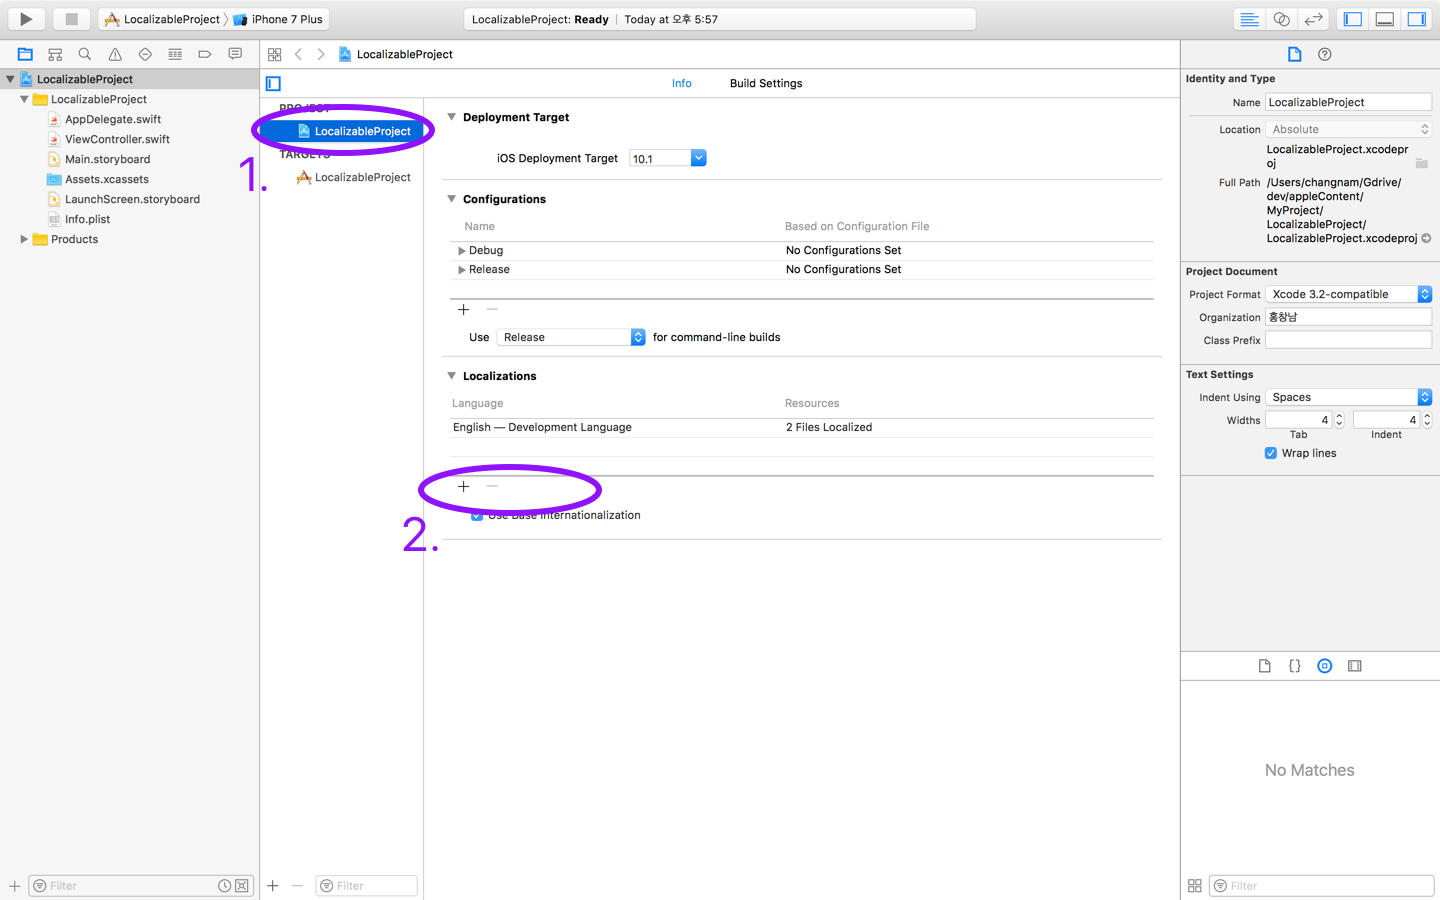 LocalizableProject
iPhone 7 Plus
LocalizableProject: Ready
Today at 오후 5:57
LocalizableProject
LocalizableProject
AppDelegate.swift
ViewController.swift
Main.storyboard
Assets.xcassets
LaunchScreen.storyboard
Info.plist
Products
Filter
LocalizableProject
Info
Build Settings
PROJECT
LocalizableProject
1.
TARGETS
LocalizableProject
Filter
Deployment Target
iOS Deployment Target
10.1
Configurations
Name
Based on Configuration File
Debug
No Configurations Set
Release
No Configurations Set
Use
Release
for command-line builds
Localizations
Language
Resources
English — Development Language
2 Files Localized
2.
Use Base Internationalization
Identity and Type
Name
LocalizableProject
Location
Absolute
LocalizableProject.xcodepr
oj
Full Path
/Users/changnam/Gdrive/
dev/appleContent/
MyProject/
LocalizableProject/
LocalizableProject.xcodeproj
Project Document
Project Format
Xcode 3.2-compatible
Organization
홍창남
Class Prefix
Text Settings
Indent Using
Spaces
Widths
4
4
Tab
Indent
Wrap lines
{}
No Matches
Filter